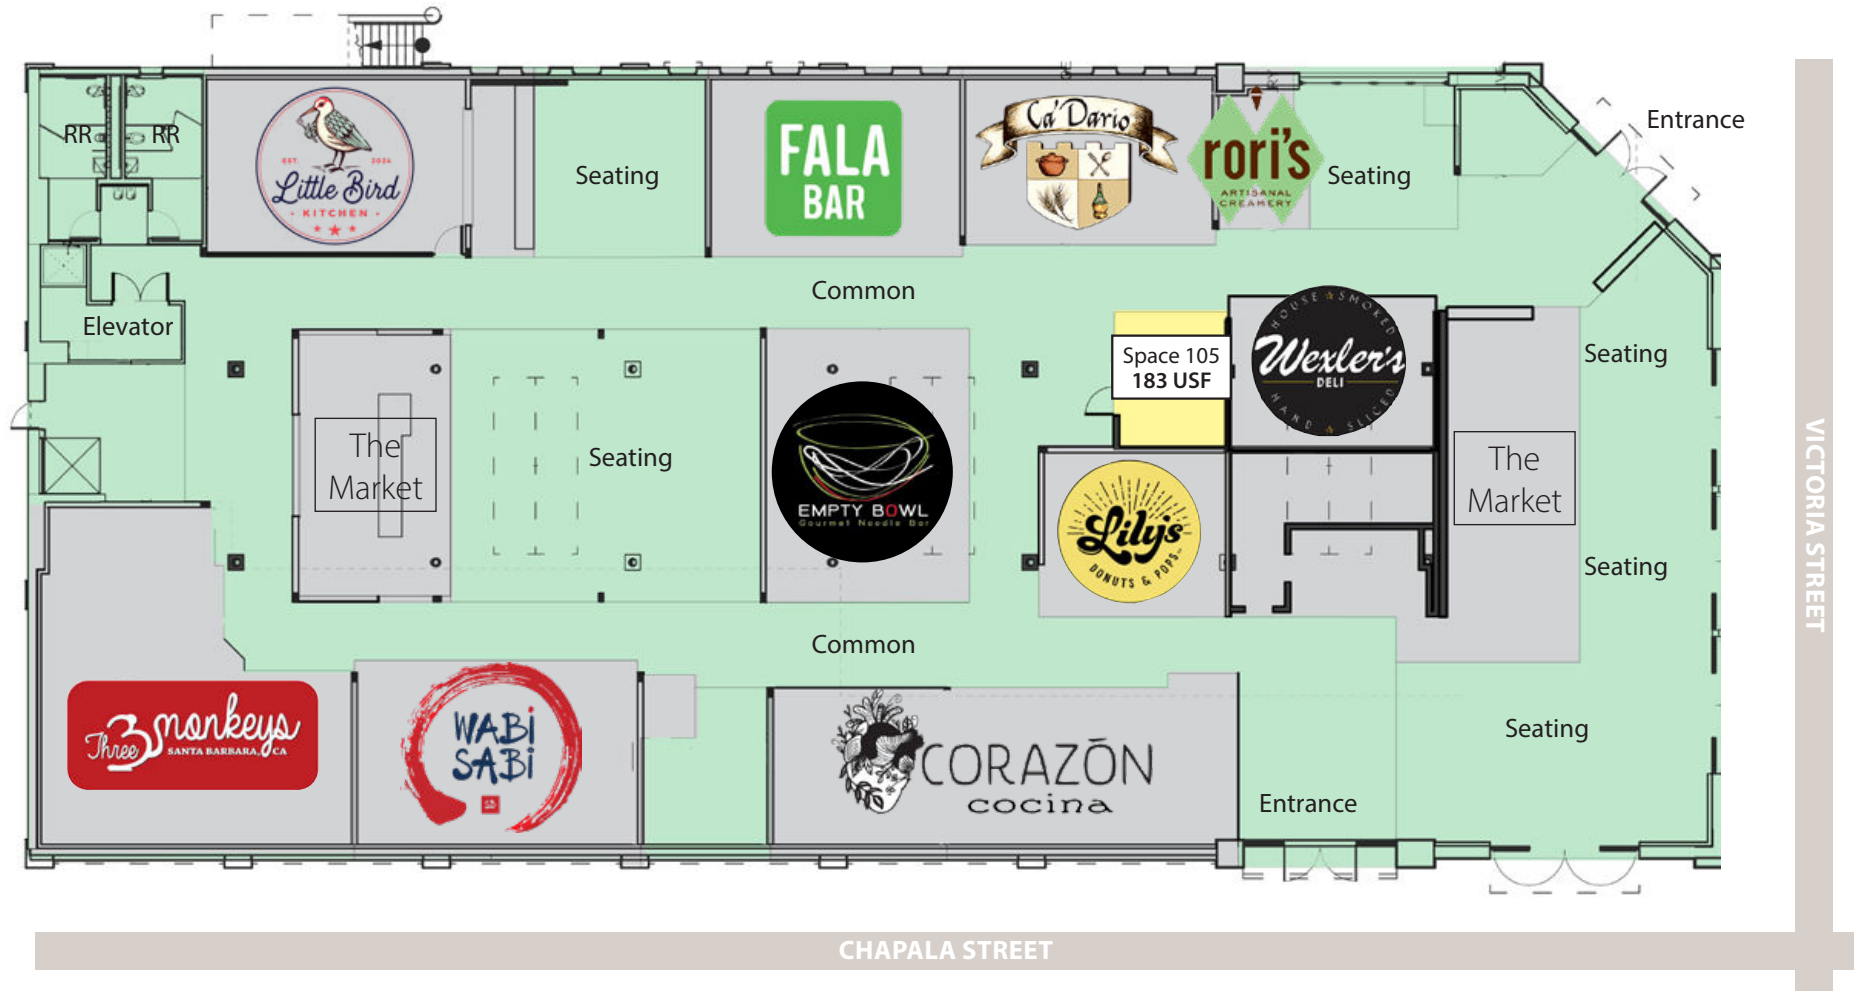 RR
RR
EST. 2024
Little Bird
KITCHEN
Seating
FALA
BAR
Ca' Dario
rori's
ARTISANAL
CREAMERY
Seating
Entrance
Common
Elevator
Space 105
183 USF
HOUSE SMOKED
Wexler's
DELI
HAND SLICED
Seating
The
Market
Seating
EMPTY BOWL
Gourmet Noodle Bar
Lily's
DONUTS & POPS
The
Market
Seating
Common
Three 3 monkeys
SANTA BARBARA, CA
WABi
SABi
CORAZÓN
cocina
Seating
Entrance
VICTORIA STREET
CHAPALA STREET